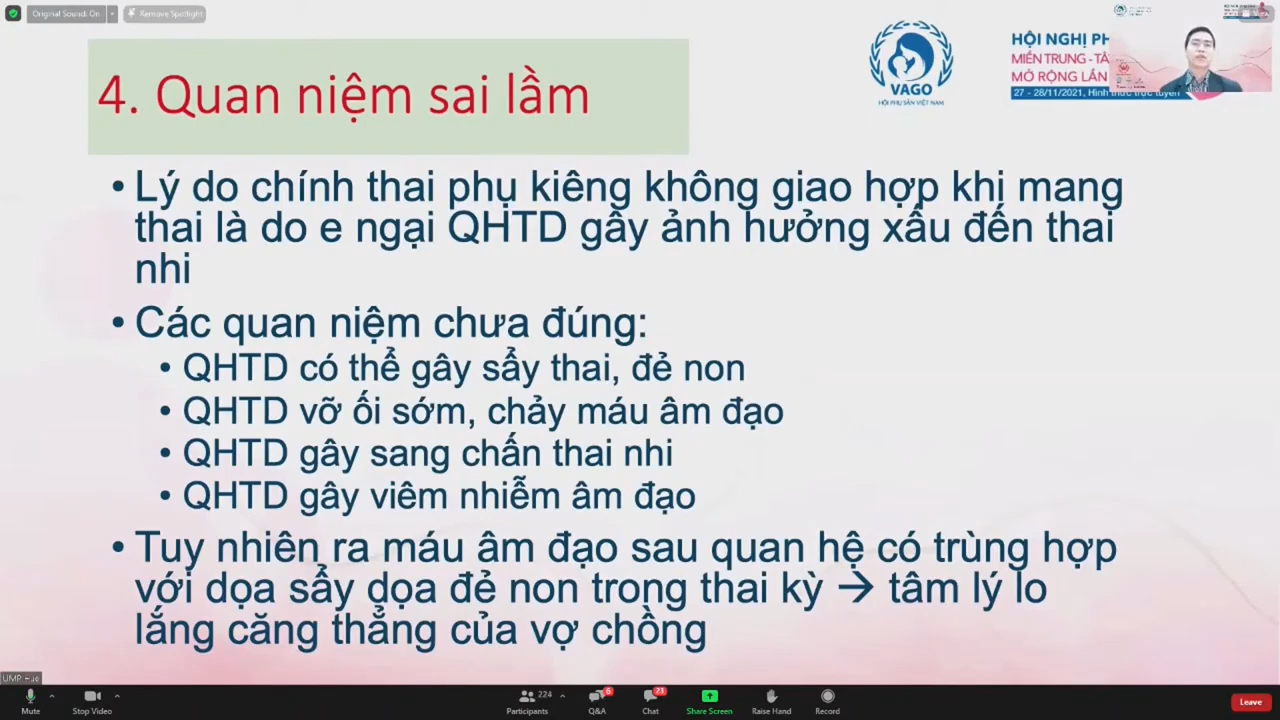 Original Sound: On
Remove Spotlight
4. Quan niệm sai lầm
VAGO
HỘI PHỤ SẢN VIỆT NAM
HỘI NGHỊ PH
MIỀN TRUNG - TÂ
MỞ RỘNG LẦN
27 - 28/11/2021, Hình thức trực tuyến
• Lý do chính thai phụ kiêng không giao hợp khi mang
thai là do e ngại QHTD gây ảnh hưởng xấu đến thai
nhi
• Các quan niệm chưa đúng:
• QHTD có thể gây sẩy thai, đẻ non
• QHTD vỡ ối sớm, chảy máu âm đạo
• QHTD gây sang chấn thai nhi
• QHTD gây viêm nhiễm âm đạo
• Tuy nhiên ra máu âm đạo sau quan hệ có trùng hợp
với dọa sẩy dọa đẻ non trong thai kỳ → tâm lý lo
lắng căng thẳng của vợ chồng
UMP Hue
Mute
Stop Video
224
Participants
6
Q&A
23
Chat
Share Screen
Raise Hand
Record
Leave